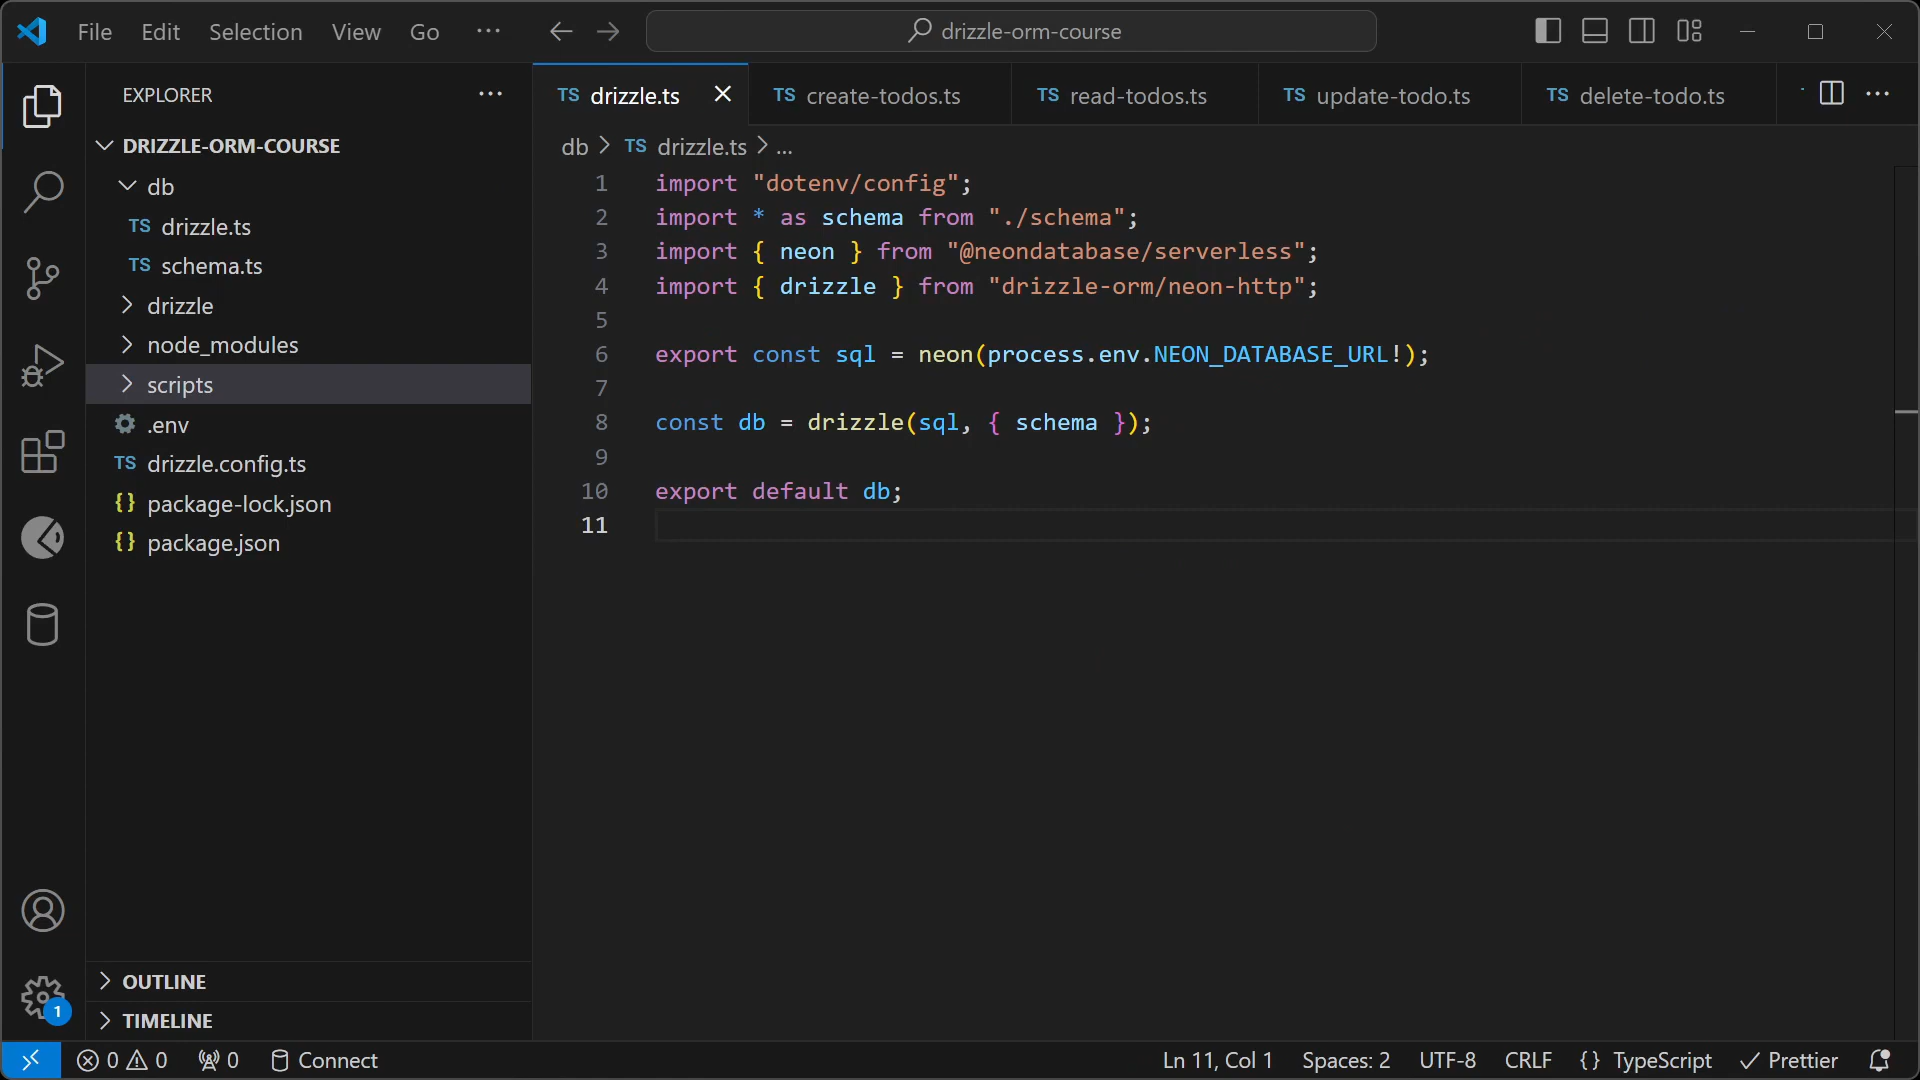 File Edit Selection View Go ... drizzle-orm-course
EXPLORER ...
DRIZZLE-ORM-COURSE
db
TS drizzle.ts
TS schema.ts
drizzle
node_modules
scripts
.env
TS drizzle.config.ts
{} package-lock.json
{} package.json
OUTLINE
TIMELINE
TS drizzle.ts TS create-todos.ts TS read-todos.ts TS update-todo.ts TS delete-todo.ts ...
db > TS drizzle.ts > ...
1 import "dotenv/config";
2 import * as schema from "./schema";
3 import { neon } from "@neondatabase/serverless";
4 import { drizzle } from "drizzle-orm/neon-http";
5
6 export const sql = neon(process.env.NEON_DATABASE_URL!);
7
8 const db = drizzle(sql, { schema });
9
10 export default db;
11
1
0 0 0 Connect Ln 11, Col 1 Spaces: 2 UTF-8 CRLF {} TypeScript Prettier